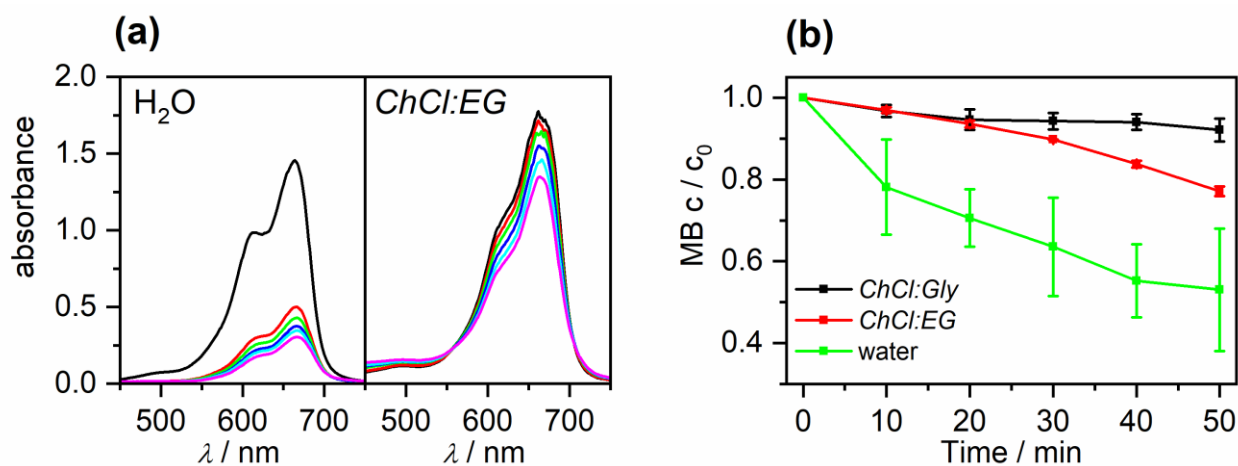 (a)
absorbance
2.0
1.5
1.0
0.5
0.0
H₂O
ChCl:EG
500 600 700
500 600 700
λ / nm
λ / nm
(b)
MB c / c₀
1.0
0.8
0.6
0.4
ChCl:Gly
ChCl:EG
water
0 10 20 30 40 50
Time / min